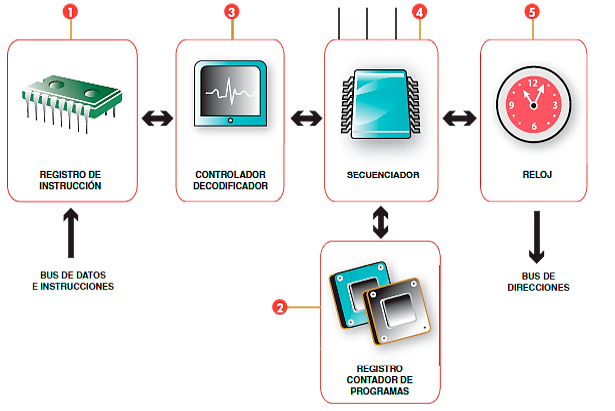 1
3
4
5
12
9
3
6
REGISTRO DE
INSTRUCCIÓN
CONTROLADOR
DECODIFICADOR
SECUENCIADOR
RELOJ
BUS DE DATOS
E INSTRUCCIONES
BUS DE
DIRECCIONES
2
REGISTRO
CONTADOR DE
PROGRAMAS